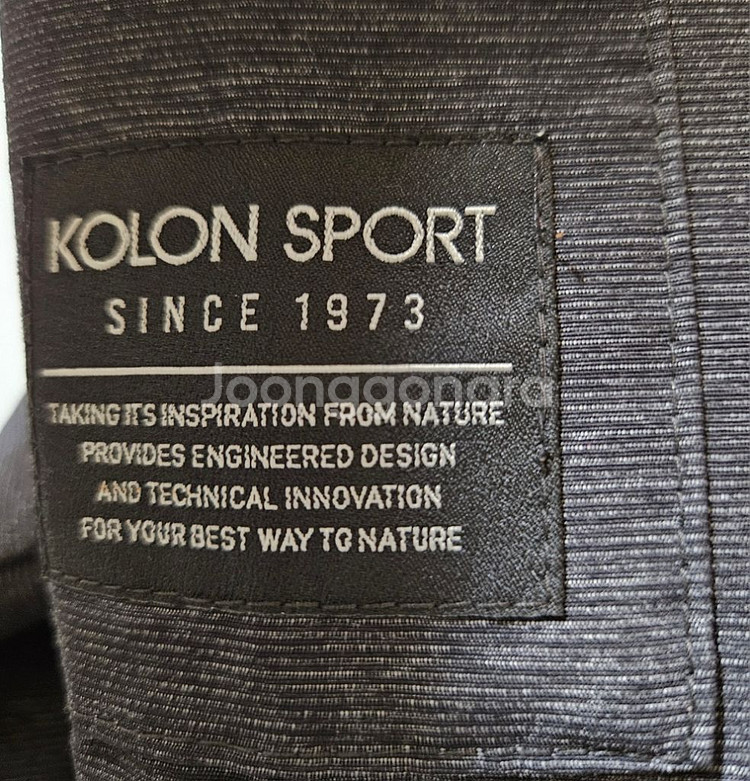 KOLON SPORT
SINCE 1973
Joonggonara
TAKING ITS INSPIRATION FROM NATURE
PROVIDES ENGINEERED DESIGN
AND TECHNICAL INNOVATION
FOR YOUR BEST WAY TO NATURE